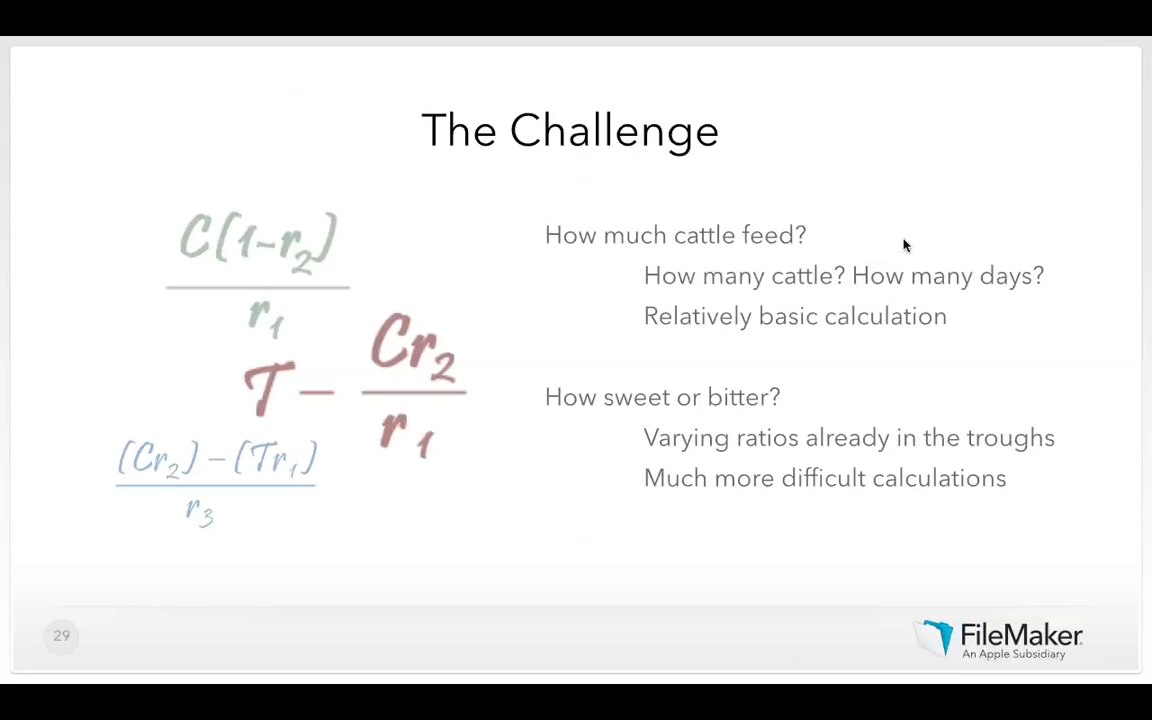 The Challenge
C(1-r₂)
r₁
T - Cr₂
r₁
(Cr₂) - (Tr₁)
r₃
How much cattle feed?
How many cattle? How many days?
Relatively basic calculation
How sweet or bitter?
Varying ratios already in the troughs
Much more difficult calculations
29
FileMaker
An Apple Subsidiary